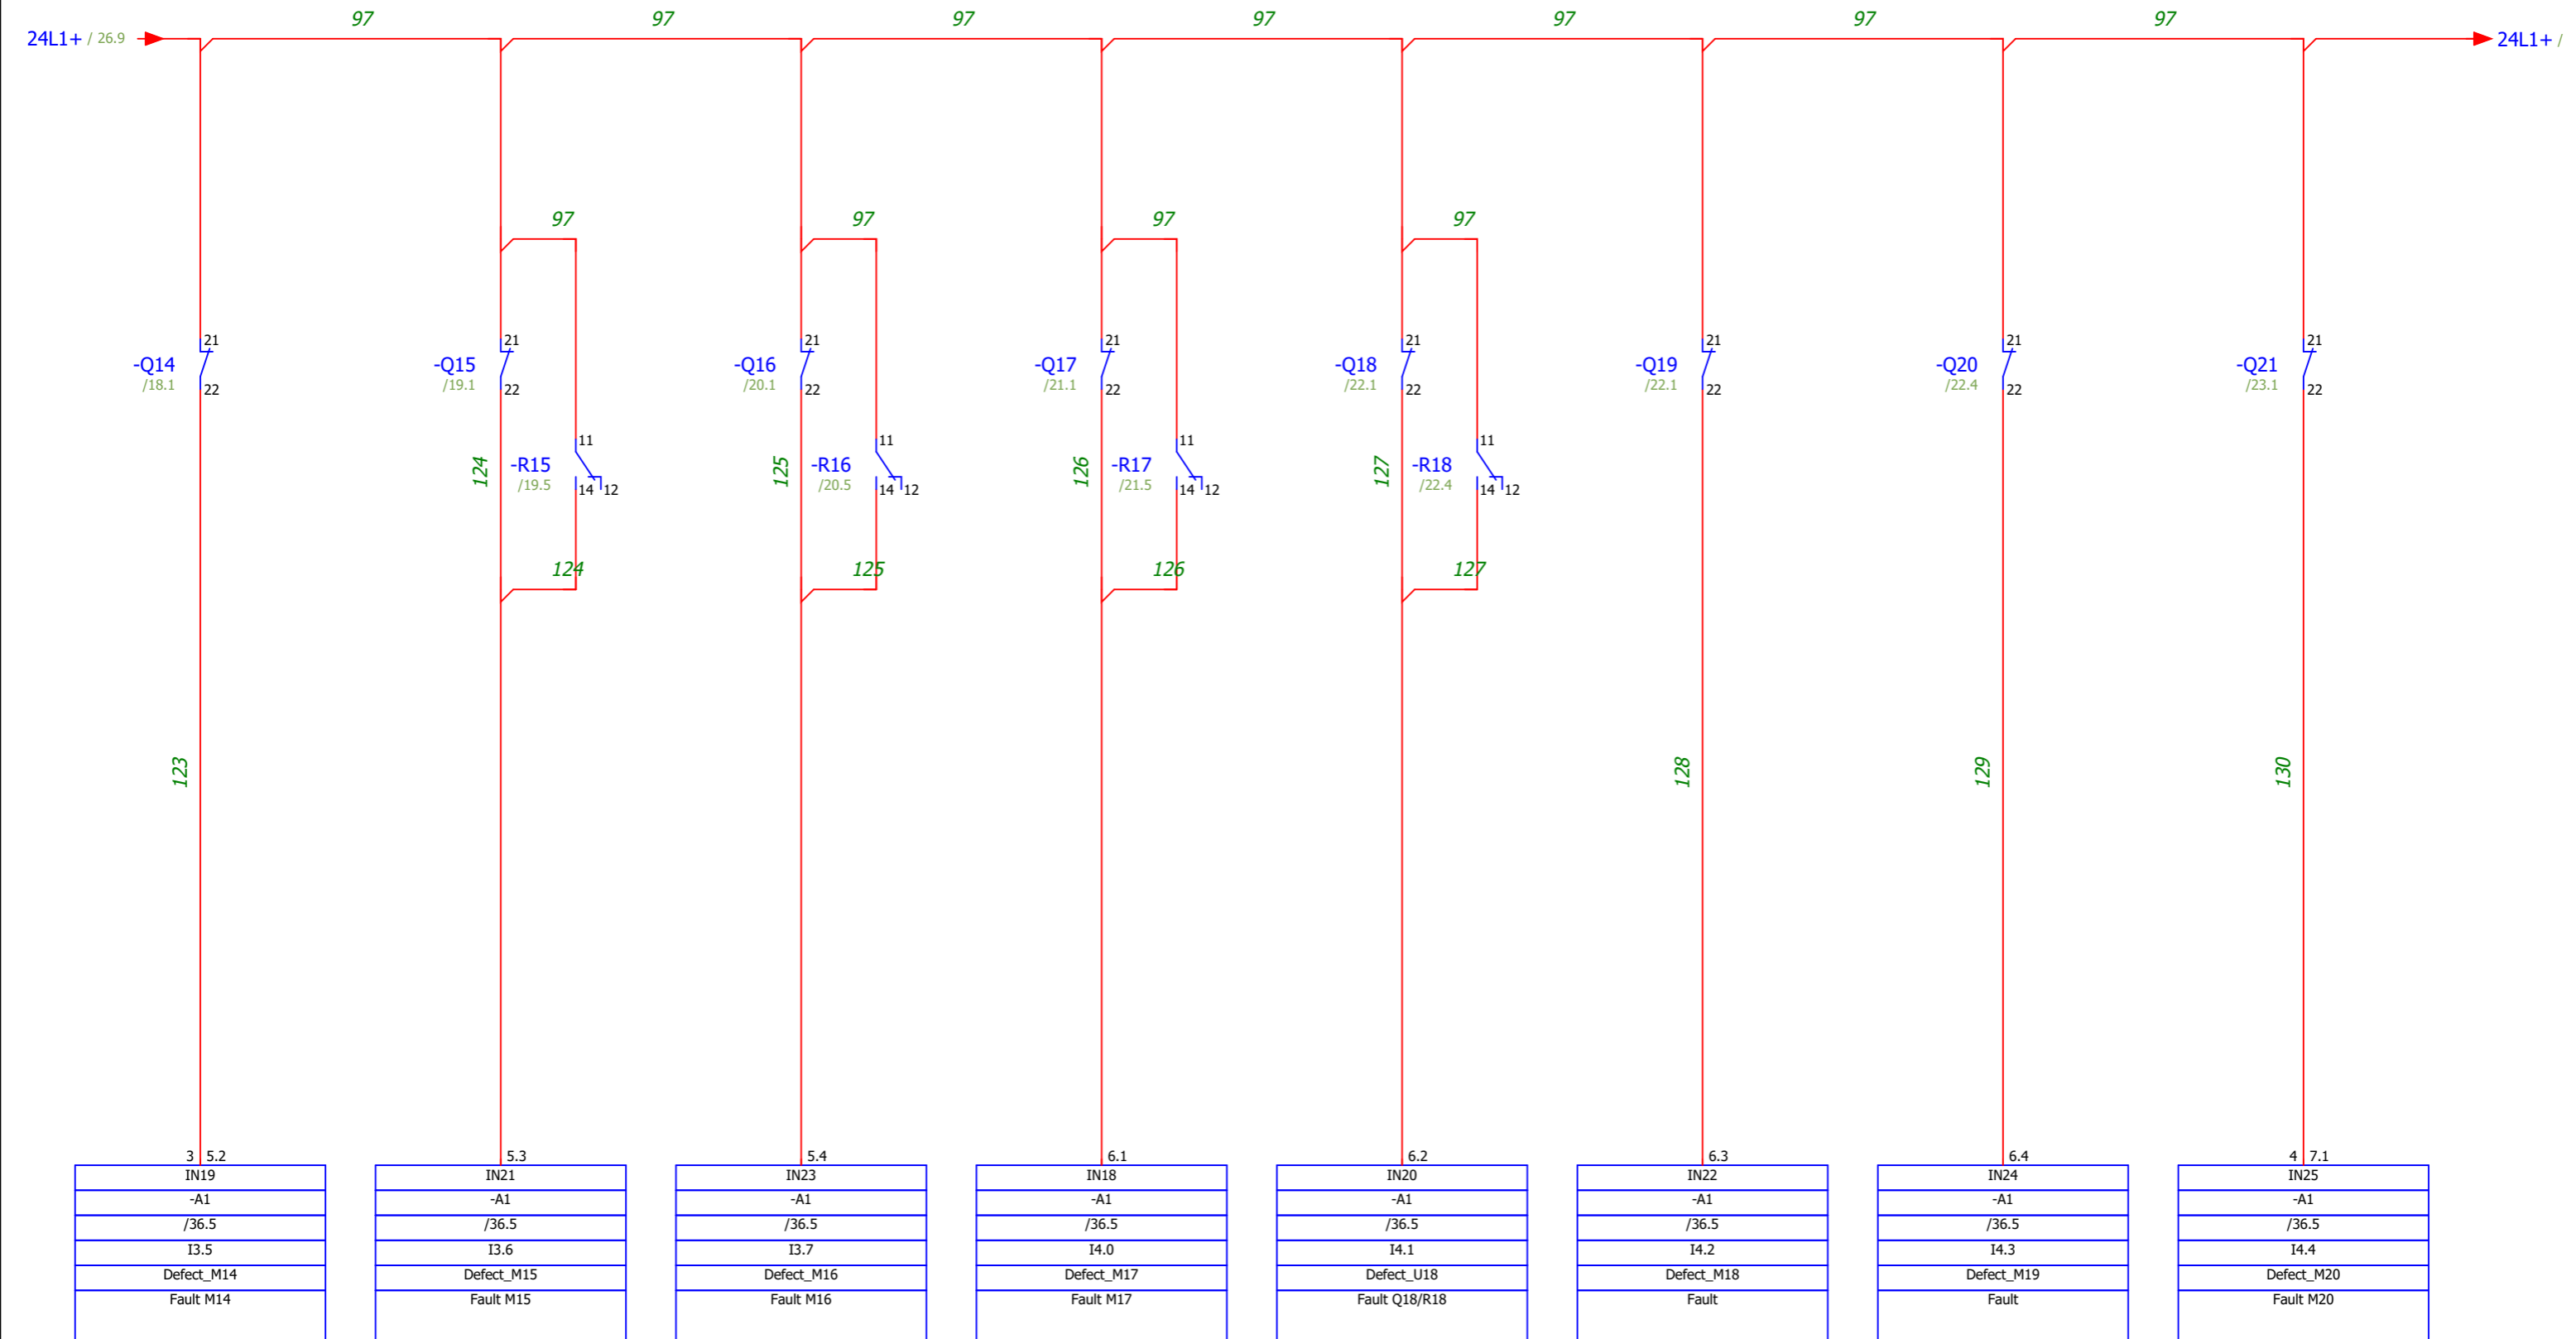 97 97 97 97 97 97 97
24L1+ / 26.9 24L1+ /
97 97 97 97
21 21 21 21 21 21 21 21
-Q14 -Q15 -Q16 -Q17 -Q18 -Q19 -Q20 -Q21
/18.1 /19.1 /20.1 /21.1 /22.1 /22.1 /22.4 /23.1
22 22 22 22 22 22 22 22
11 11 11 11
124 -R15 125 -R16 126 -R17 127 -R18
/19.5 /20.5 /21.5 /22.4
14 12 14 12 14 12 14 12
124 125 126 127
123 128 129 130
3 5.2 5.3 5.4 6.1 6.2 6.3 6.4 4 7.1
IN19 IN21 IN23 IN18 IN20 IN22 IN24 IN25
-A1 -A1 -A1 -A1 -A1 -A1 -A1 -A1
/36.5 /36.5 /36.5 /36.5 /36.5 /36.5 /36.5 /36.5
I3.5 I3.6 I3.7 I4.0 I4.1 I4.2 I4.3 I4.4
Defect_M14 Defect_M15 Defect_M16 Defect_M17 Defect_U18 Defect_M18 Defect_M19 Defect_M20
Fault M14 Fault M15 Fault M16 Fault M17 Fault Q18/R18 Fault Fault Fault M20